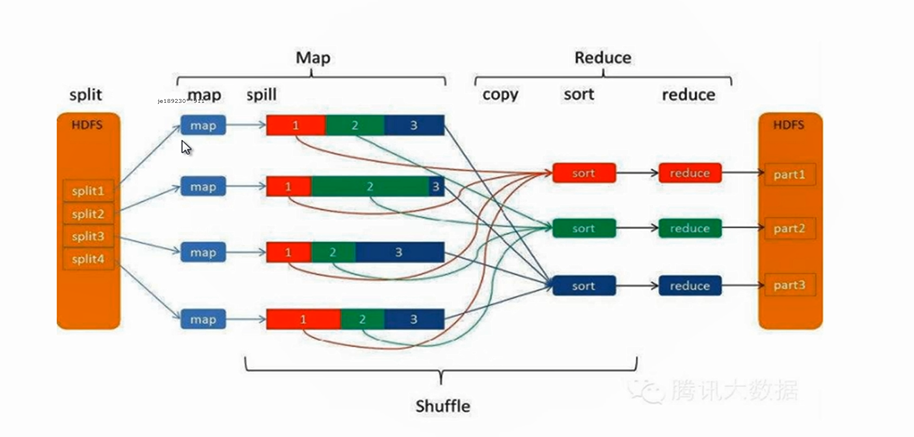 Map
Reduce
split
map
spill
copy
sort
reduce
HDFS
split1
split2
split3
split4
map
1 2 3
map
1 2 3
map
1 2 3
map
1 2 3
sort
reduce
sort
reduce
sort
reduce
HDFS
part1
part2
part3
Shuffle
腾讯大数据